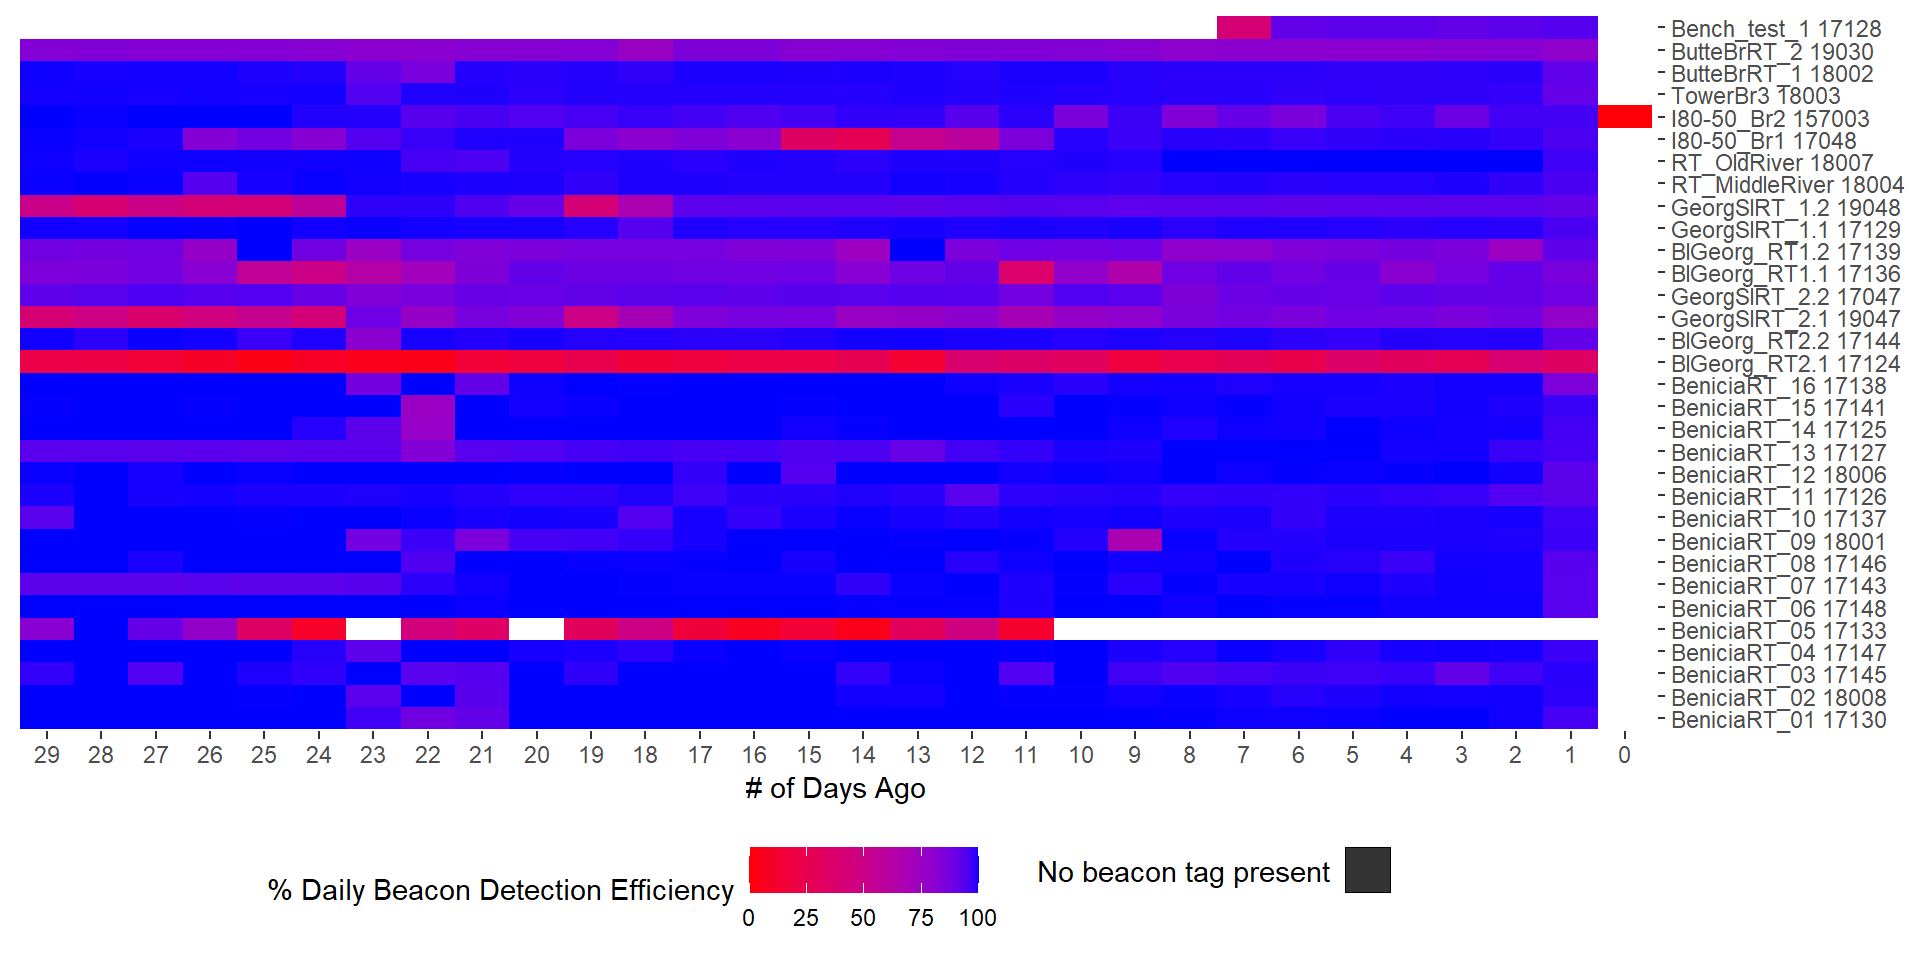 Bench_test_1 17128
ButteBrRT_2 19030
ButteBrRT_1 18002
TowerBr3 18003
I80-50_Br2 157003
I80-50_Br1 17048
RT_OldRiver 18007
RT_MiddleRiver 18004
GeorgSlRT_1.2 19048
GeorgSlRT_1.1 17129
BlGeorg_RT1.2 17139
BlGeorg_RT1.1 17136
GeorgSlRT_2.2 17047
GeorgSlRT_2.1 19047
BlGeorg_RT2.2 17144
BlGeorg_RT2.1 17124
BeniciaRT_16 17138
BeniciaRT_15 17141
BeniciaRT_14 17125
BeniciaRT_13 17127
BeniciaRT_12 18006
BeniciaRT_11 17126
BeniciaRT_10 17137
BeniciaRT_09 18001
BeniciaRT_08 17146
BeniciaRT_07 17143
BeniciaRT_06 17148
BeniciaRT_05 17133
BeniciaRT_04 17147
BeniciaRT_03 17145
BeniciaRT_02 18008
BeniciaRT_01 17130
29 28 27 26 25 24 23 22 21 20 19 18 17 16 15 14 13 12 11 10 9 8 7 6 5 4 3 2 1 0
# of Days Ago
% Daily Beacon Detection Efficiency
0 25 50 75 100
No beacon tag present